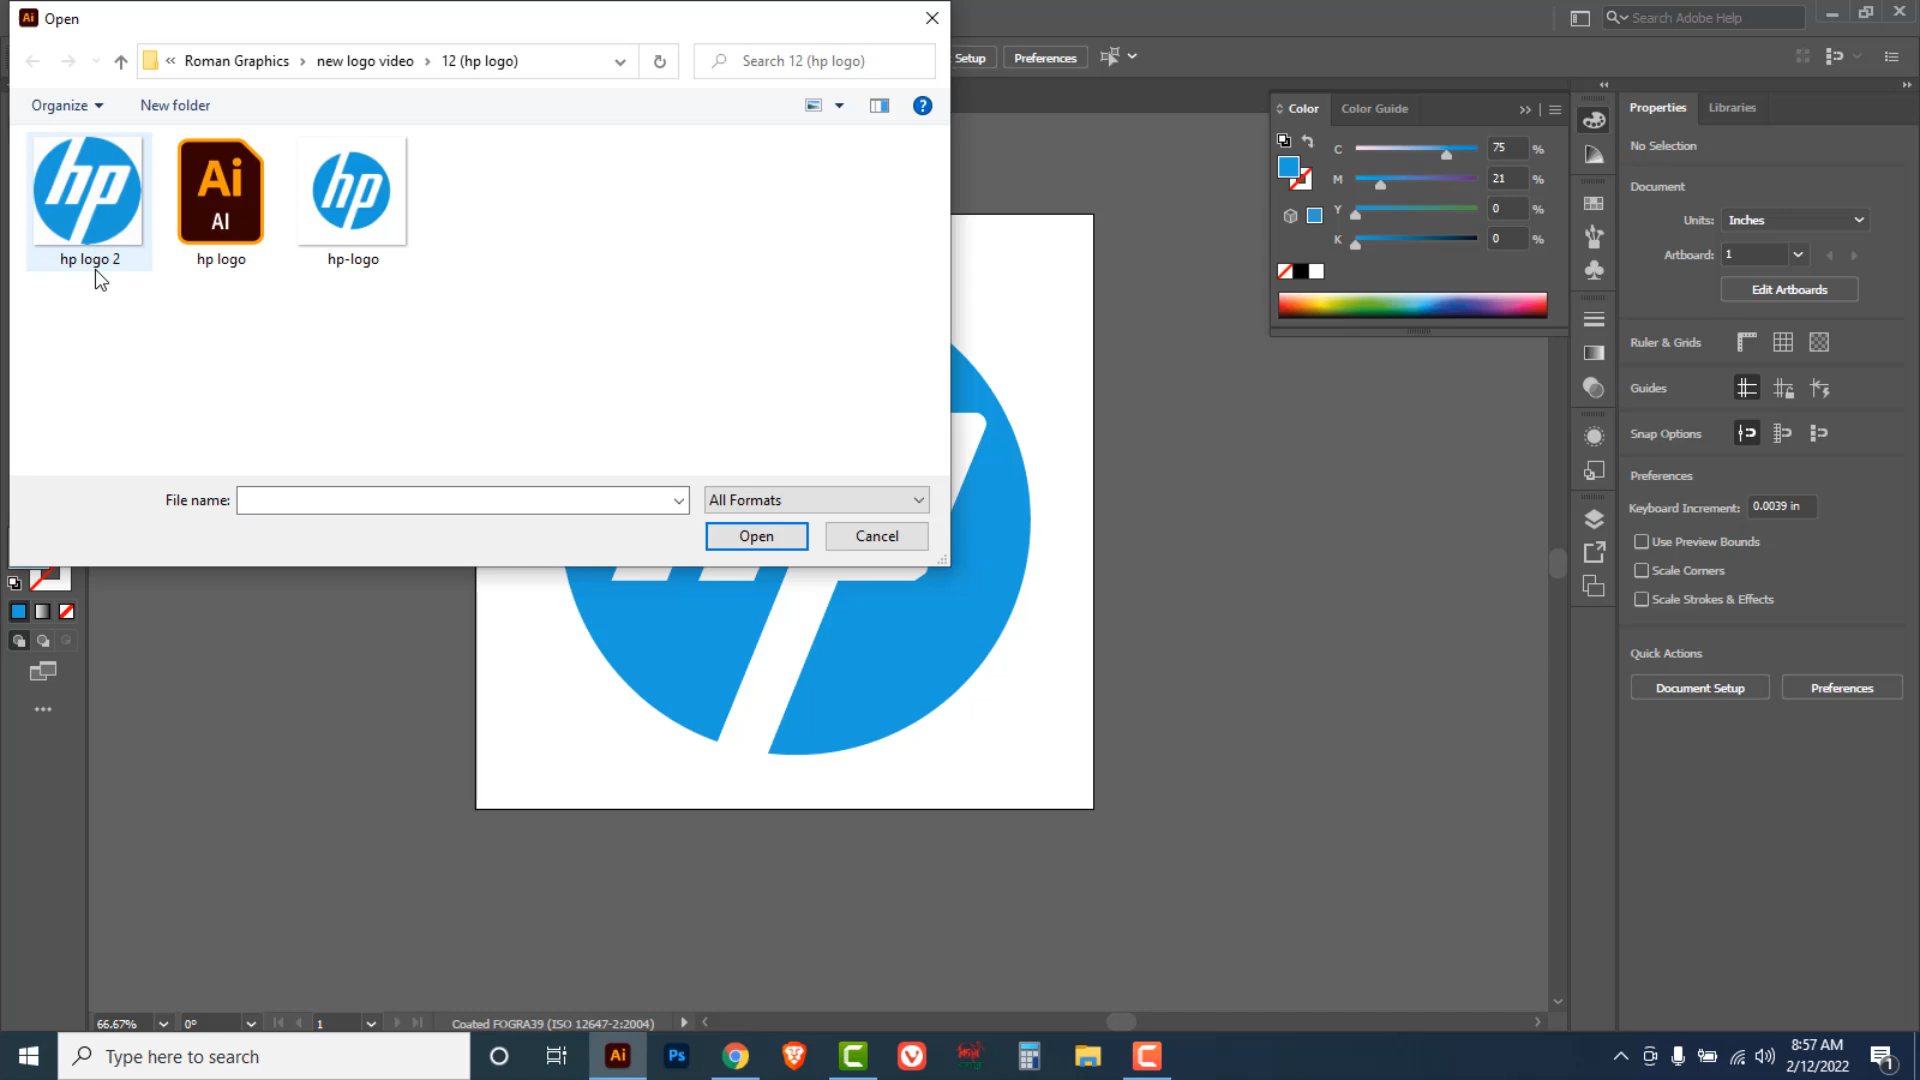 Ai Open
« Roman Graphics › new logo video › 12 (hp logo)
Search 12 (hp logo)
Organize
New folder
?
hp
Ai
AI
hp
hp logo 2
hp logo
hp-logo
File name:
All Formats
Open
Cancel
Search Adobe Help
Setup
Preferences
Color
Color Guide
C 75 %
M 21 %
Y 0 %
K 0 %
Properties
Libraries
No Selection
Document
Units: Inches
Artboard: 1
Edit Artboards
Ruler & Grids
Guides
Snap Options
Preferences
Keyboard Increment: 0.0039 in
Use Preview Bounds
Scale Corners
Scale Strokes & Effects
Quick Actions
Document Setup
Preferences
66.67%
0°
1
Coated FOGRA39 (ISO 12647-2:2004)
Type here to search
Ai
Ps
8:57 AM
2/12/2022
1